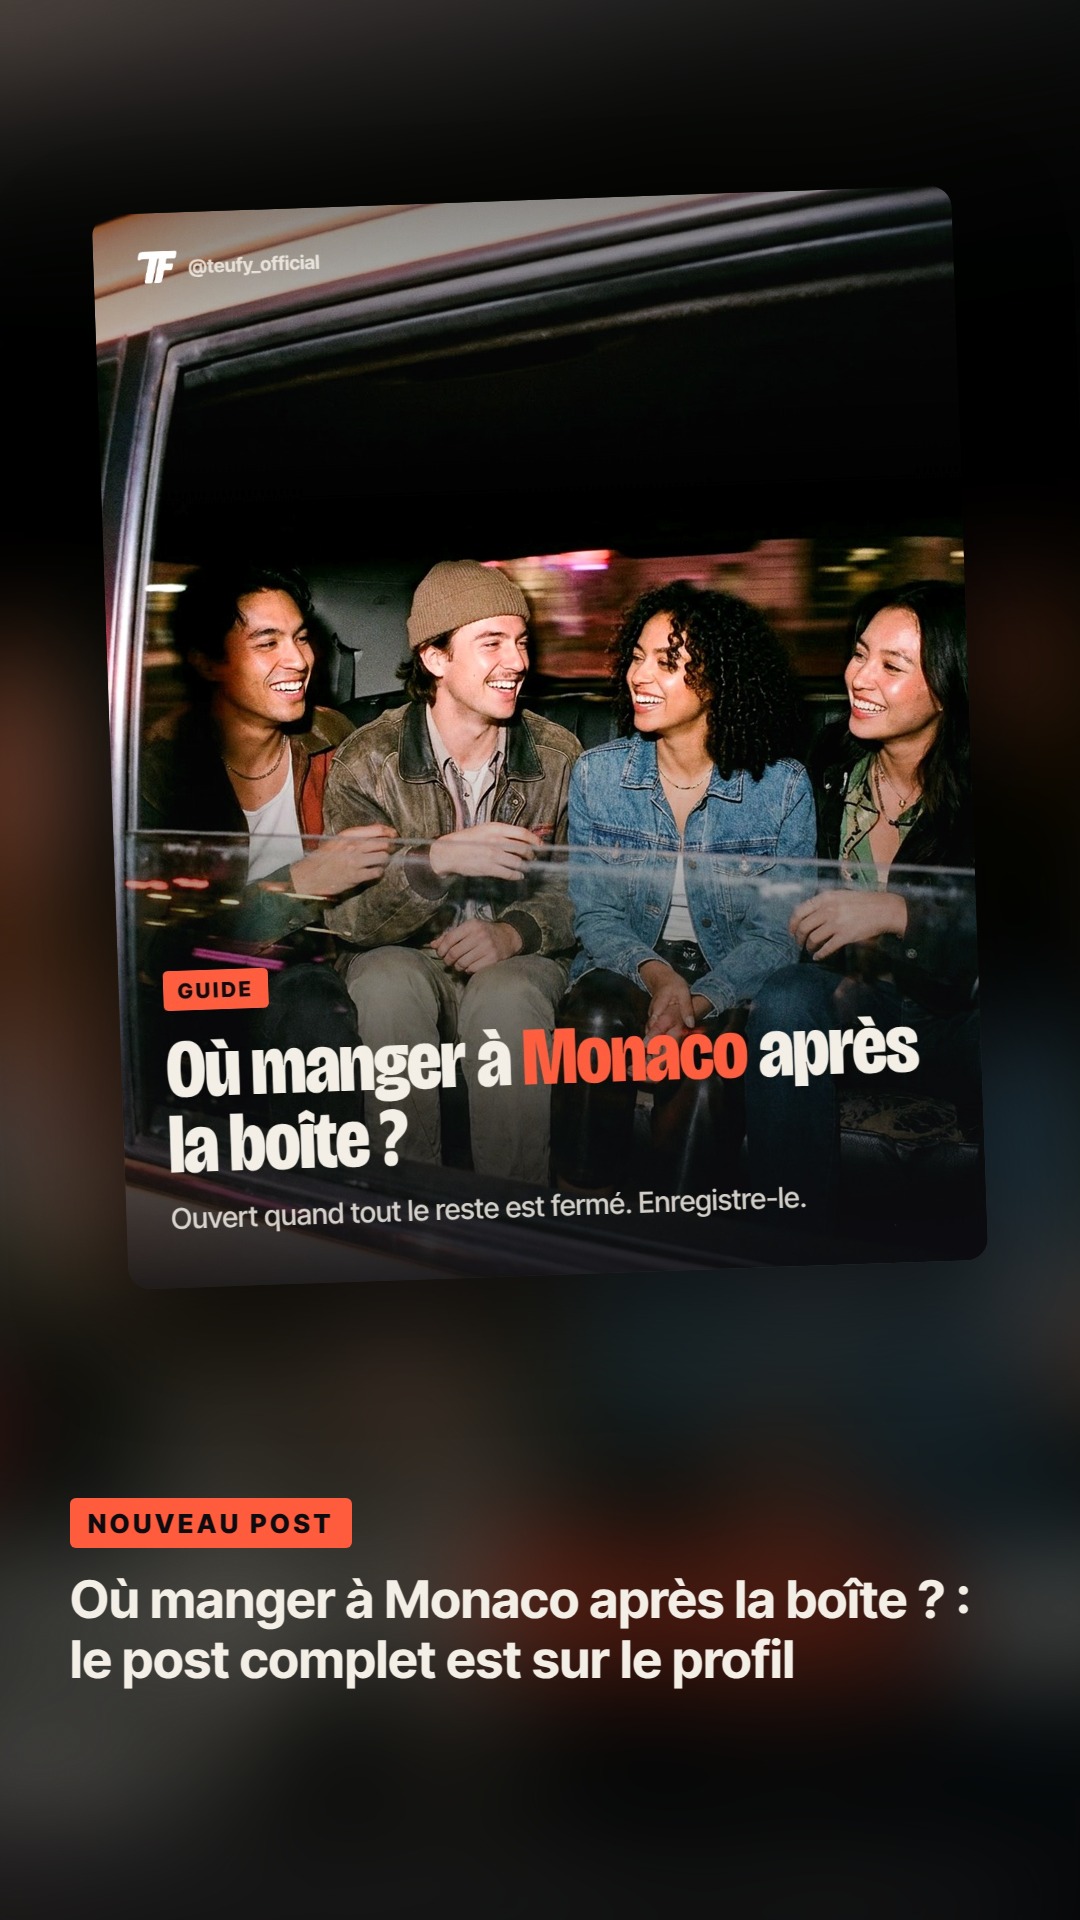 TF @teufy_official
GUIDE
Où manger à Monaco après
la boîte ?
Ouvert quand tout le reste est fermé. Enregistre-le.
NOUVEAU POST
Où manger à Monaco après la boîte ? :
le post complet est sur le profil